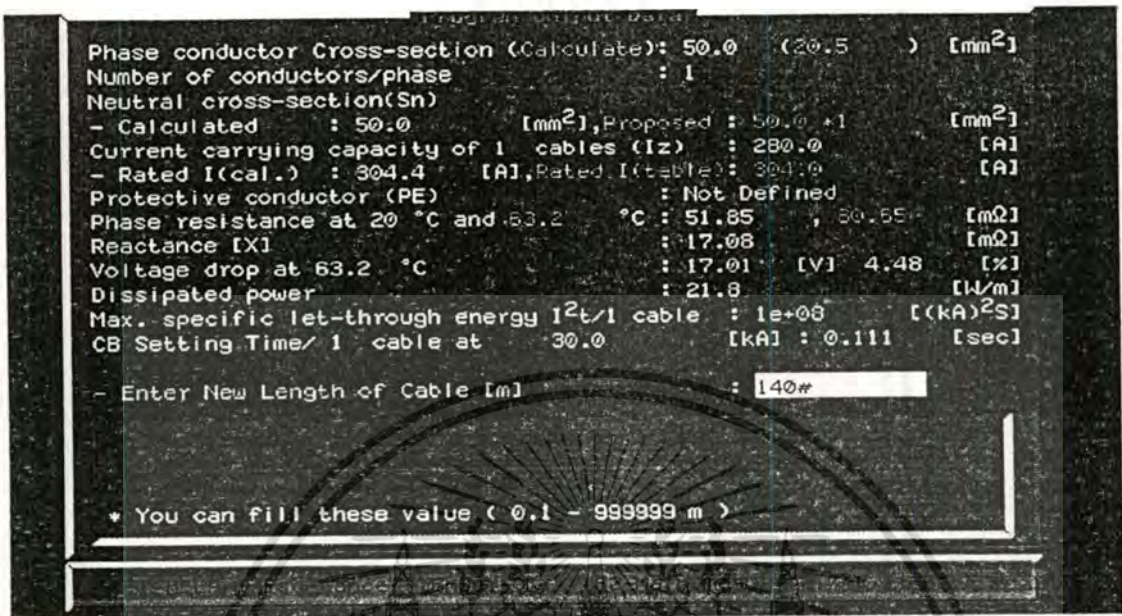 Program Output Data
Phase conductor Cross-section (Calculate): 50.0 (20.5 ) [mm²]
Number of conductors/phase : 1
Neutral cross-section(Sn)
- Calculated : 50.0 [mm²],Proposed : 50.0 *1 [mm²]
Current carrying capacity of 1 cables (Iz) : 280.0 [A]
- Rated I(cal.) : 304.4 [A],Rated I(table): 304.0 [A]
Protective conductor (PE) : Not Defined
Phase resistance at 20 °C and 63.2 °C : 51.85 , 60.65 [mΩ]
Reactance [X] : 17.08 [mΩ]
Voltage drop at 63.2 °C : 17.01 [V] 4.48 [%]
Dissipated power : 21.8 [W/m]
Max. specific let-through energy I²t/1 cable : 1e+08 [(kA)²S]
CB Setting Time/ 1 cable at 30.0 [kA] : 0.111 [sec]
- Enter New Length of Cable [m] : 140#
* You can fill these value ( 0.1 - 999999 m )